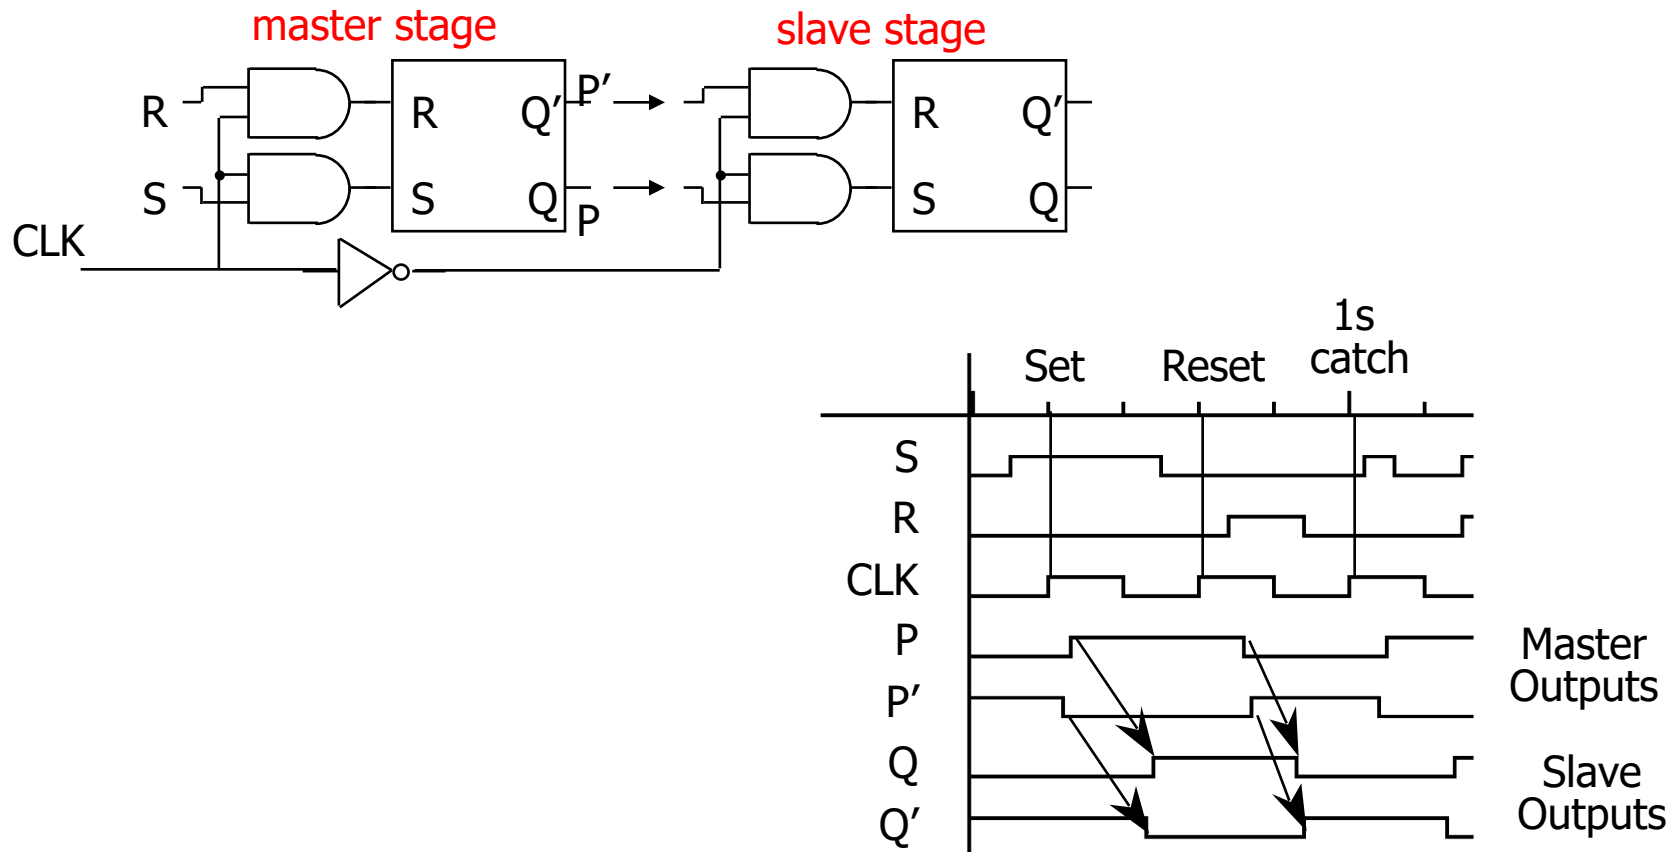 master stage
slave stage
R
R
Q′
P′
R
Q′
S
S
Q
P
S
Q
CLK
1s
catch
Set
Reset
S
R
CLK
P
P′
Q
Q′
Master
Outputs
Slave
Outputs